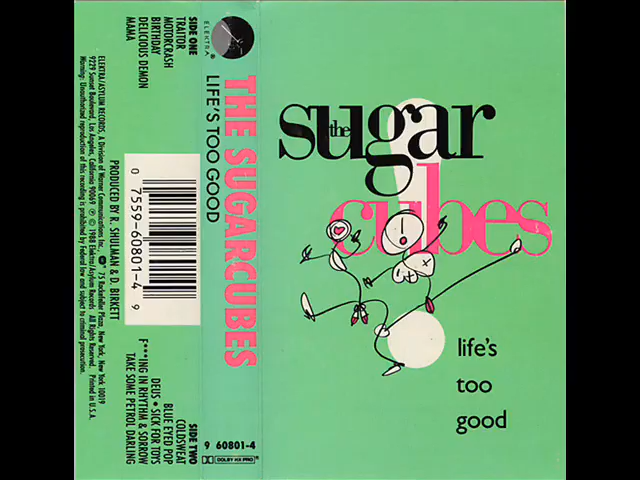 SIDE ONE
TRAITOR
MOTORCRASH
BIRTHDAY
DELICIOUS DEMON
MAMA
ELEKTRA/ASYLUM RECORDS, A Division of Warner Communications Inc., 75 Rockefeller Plaza, New York, New York 10019
9229 Sunset Boulevard, Los Angeles, California 90069 ℗ © 1988 Elektra/Asylum Records All Rights Reserved. Printed in U.S.A.
Warning: Unauthorized reproduction of this recording is prohibited by Federal law and subject to criminal prosecution.
PRODUCED BY R. SHULMAN & D. BIRKETT
0 7559-60801-4 9
SIDE TWO
COLDSWEAT
BLUE EYED POP
DEUS • SICK FOR TOYS
F***ING IN RHYTHM & SORROW
TAKE SOME PETROL DARLING
ELEKTRA®
THE SUGARCUBES
LIFE'S TOO GOOD
9 60801-4
DOLBY HX PRO
the
sugar
cubes
life's
too
good